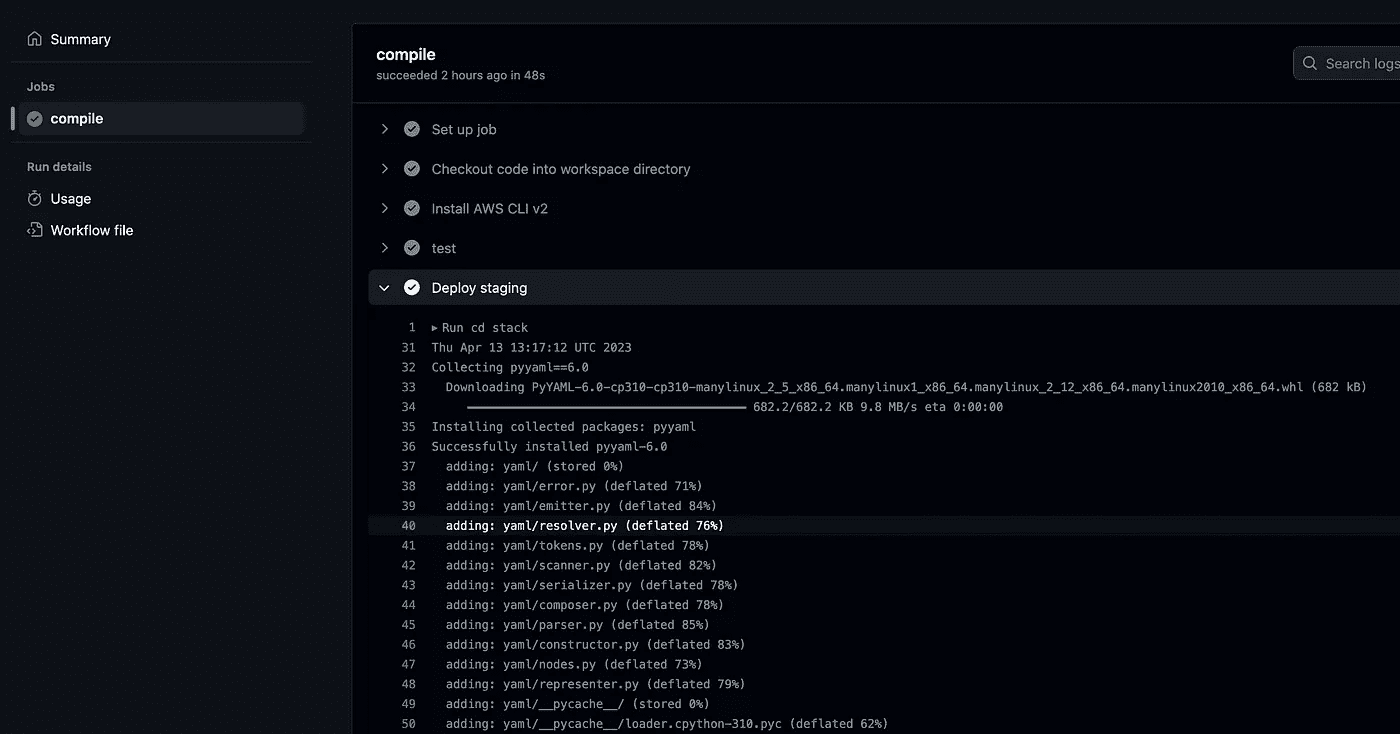 Summary
Jobs
compile
Run details
Usage
Workflow file
compile
succeeded 2 hours ago in 48s
Search logs
Set up job
Checkout code into workspace directory
Install AWS CLI v2
test
Deploy staging
1 ▸ Run cd stack
31 Thu Apr 13 13:17:12 UTC 2023
32 Collecting pyyaml==6.0
33 Downloading PyYAML-6.0-cp310-cp310-manylinux_2_5_x86_64.manylinux1_x86_64.manylinux_2_12_x86_64.manylinux2010_x86_64.whl (682 kB)
34 ━━━━━━━━━━━━━━━━━━━━━━━━━━━━━━━━━━━━━━━ 682.2/682.2 KB 9.8 MB/s eta 0:00:00
35 Installing collected packages: pyyaml
36 Successfully installed pyyaml-6.0
37 adding: yaml/ (stored 0%)
38 adding: yaml/error.py (deflated 71%)
39 adding: yaml/emitter.py (deflated 84%)
40 adding: yaml/resolver.py (deflated 76%)
41 adding: yaml/tokens.py (deflated 78%)
42 adding: yaml/scanner.py (deflated 82%)
43 adding: yaml/serializer.py (deflated 78%)
44 adding: yaml/composer.py (deflated 78%)
45 adding: yaml/parser.py (deflated 85%)
46 adding: yaml/constructor.py (deflated 83%)
47 adding: yaml/nodes.py (deflated 73%)
48 adding: yaml/representer.py (deflated 79%)
49 adding: yaml/__pycache__/ (stored 0%)
50 adding: yaml/__pycache__/loader.cpython-310.pyc (deflated 62%)